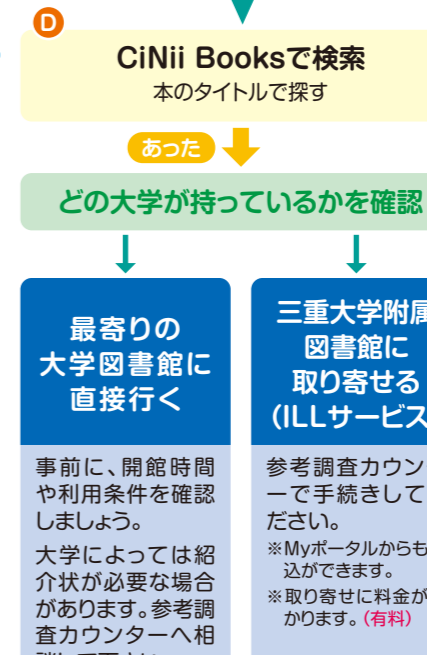 D
CiNii Booksで検索
本のタイトルで探す
あった
どの大学が持っているかを確認
最寄りの
大学図書館に
直接行く
事前に、開館時間
や利用条件を確認
しましょう。
大学によっては紹
介状が必要な場合
があります。参考調
査カウンターへ相
三重大学附属
図書館に
取り寄せる
(ILLサービス
参考調査カウン
ーで手続きして
ださい。
※Myポータルからも
込ができます。
※取り寄せに料金が
かります。(有料)